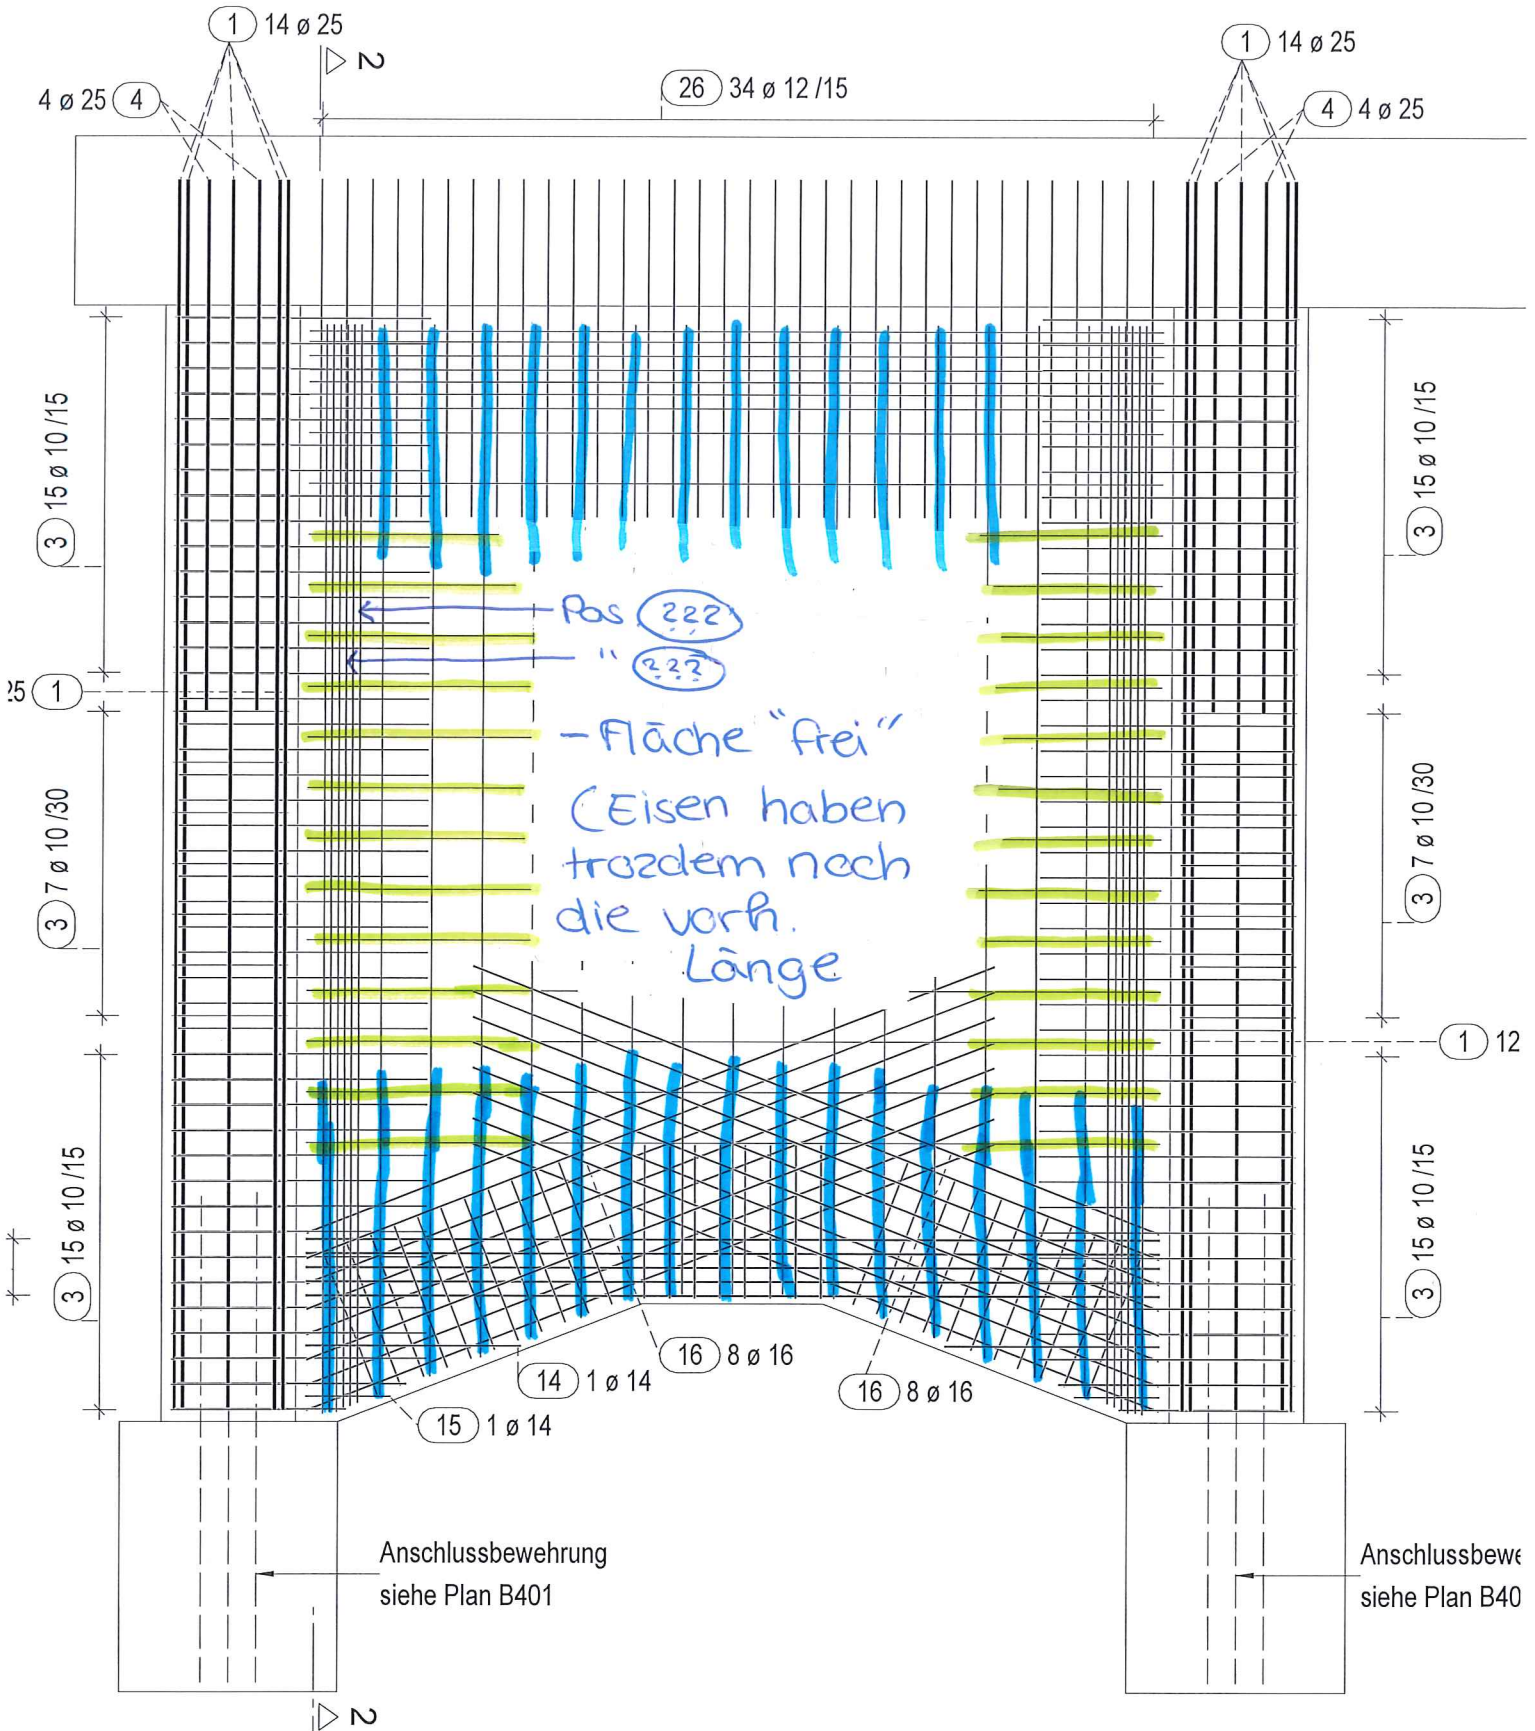 1 14 ø 25
2
1 14 ø 25
26 34 ø 12 /15
4 ø 25 4
4 4 ø 25
3 15 ø 10 /15
3 15 ø 10 /15
Pos 222
" 222
25 1
- Fläche "frei"
(Eisen haben
trozdem noch
die vorh.
Länge
3 7 ø 10 /30
3 7 ø 10 /30
1 12
3 15 ø 10 /15
3 15 ø 10 /15
16 8 ø 16
14 1 ø 14
16 8 ø 16
15 1 ø 14
Anschlussbewehrung
siehe Plan B401
Anschlussbewe
siehe Plan B40
2